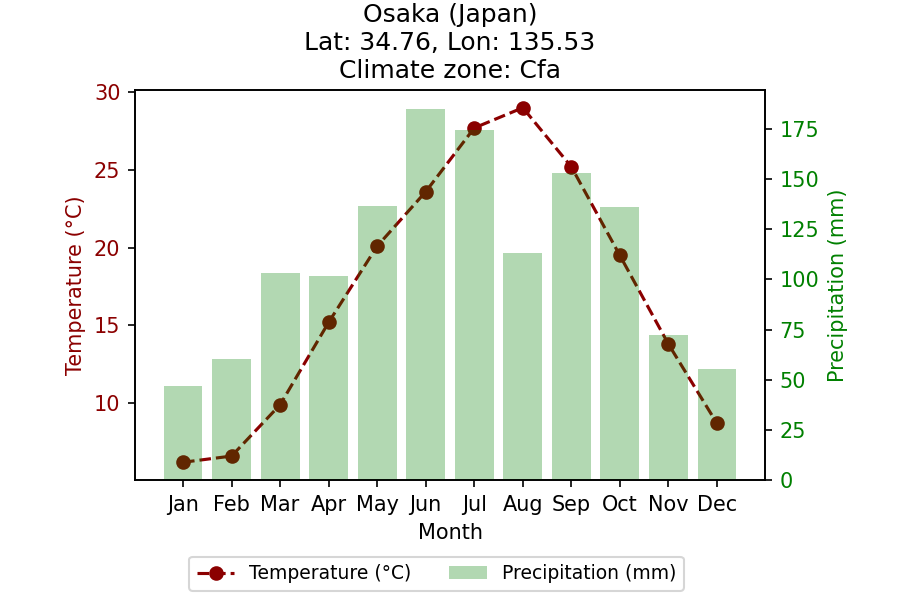 Osaka (Japan)
Lat: 34.76, Lon: 135.53
Climate zone: Cfa
30
25
20
15
10
Temperature (°C)
175
150
125
100
75
50
25
0
Precipitation (mm)
Jan Feb Mar Apr May Jun Jul Aug Sep Oct Nov Dec
Month
Temperature (°C) Precipitation (mm)